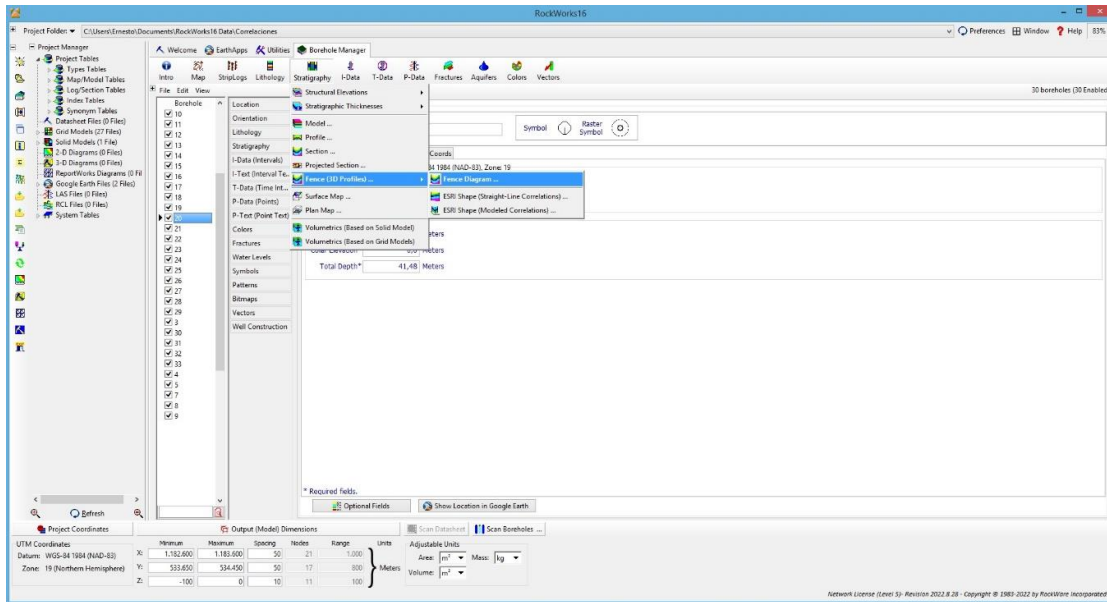 RockWorks16
Project Folder: C:\Users\Ernesto\Documents\RockWorks16 Data\Correlaciones
Preferences Window Help 83%
Project Manager
Project Tables
Types Tables
Map/Model Tables
Log/Section Tables
Index Tables
Synonym Tables
Datasheet Files (0 Files)
Grid Models (27 Files)
Solid Models (1 File)
2-D Diagrams (0 Files)
3-D Diagrams (0 Files)
ReportWorks Diagrams (0 Fil
Google Earth Files (2 Files)
LAS Files (0 Files)
RCL Files (0 Files)
System Tables
Refresh
Welcome EarthApps Utilities Borehole Manager
Intro Map StripLogs Lithology Stratigraphy I-Data T-Data P-Data Fractures Aquifers Colors Vectors
File Edit View
30 boreholes (30 Enabled
Borehole
10
11
12
13
14
15
16
17
18
19
20
21
22
23
24
25
26
27
28
29
3
30
31
32
33
4
5
7
8
9
Location
Orientation
Lithology
Stratigraphy
I-Data (Intervals)
I-Text (Interval Te...
T-Data (Time Int...
P-Data (Points)
P-Text (Point Text)
Colors
Fractures
Water Levels
Symbols
Patterns
Bitmaps
Vectors
Well Construction
Structural Elevations
Stratigraphic Thicknesses
Model ...
Profile ...
Section ...
Projected Section ...
Fence (3D Profiles) ...
Surface Map ...
Plan Map ...
Volumetrics (Based on Solid Model)
Volumetrics (Based on Grid Models)
Fence Diagram ...
ESRI Shape (Straight-Line Correlations) ...
ESRI Shape (Modeled Correlations) ...
Symbol Raster Symbol
Coords
84 1984 (NAD-83), Zone: 19
eters
Collar Elevation 0,0 Meters
Total Depth* 41,48 Meters
* Required fields.
Optional Fields Show Location in Google Earth
Project Coordinates Output (Model) Dimensions Scan Datasheet Scan Boreholes ...
UTM Coordinates
Datum: WGS-84 1984 (NAD-83)
Zone: 19 (Northern Hemisphere)
Minimum Maximum Spacing Nodes Range Units
X: 1.182.600 1.183.600 50 21 1.000
Y: 533.650 534.450 50 17 800 Meters
Z: -100 0 10 11 100
Adjustable Units
Area: m² Mass: kg
Volume: m³
Network License (Level 5)- Revision 2022.8.28 - Copyright © 1983-2022 by RockWare Incorporated